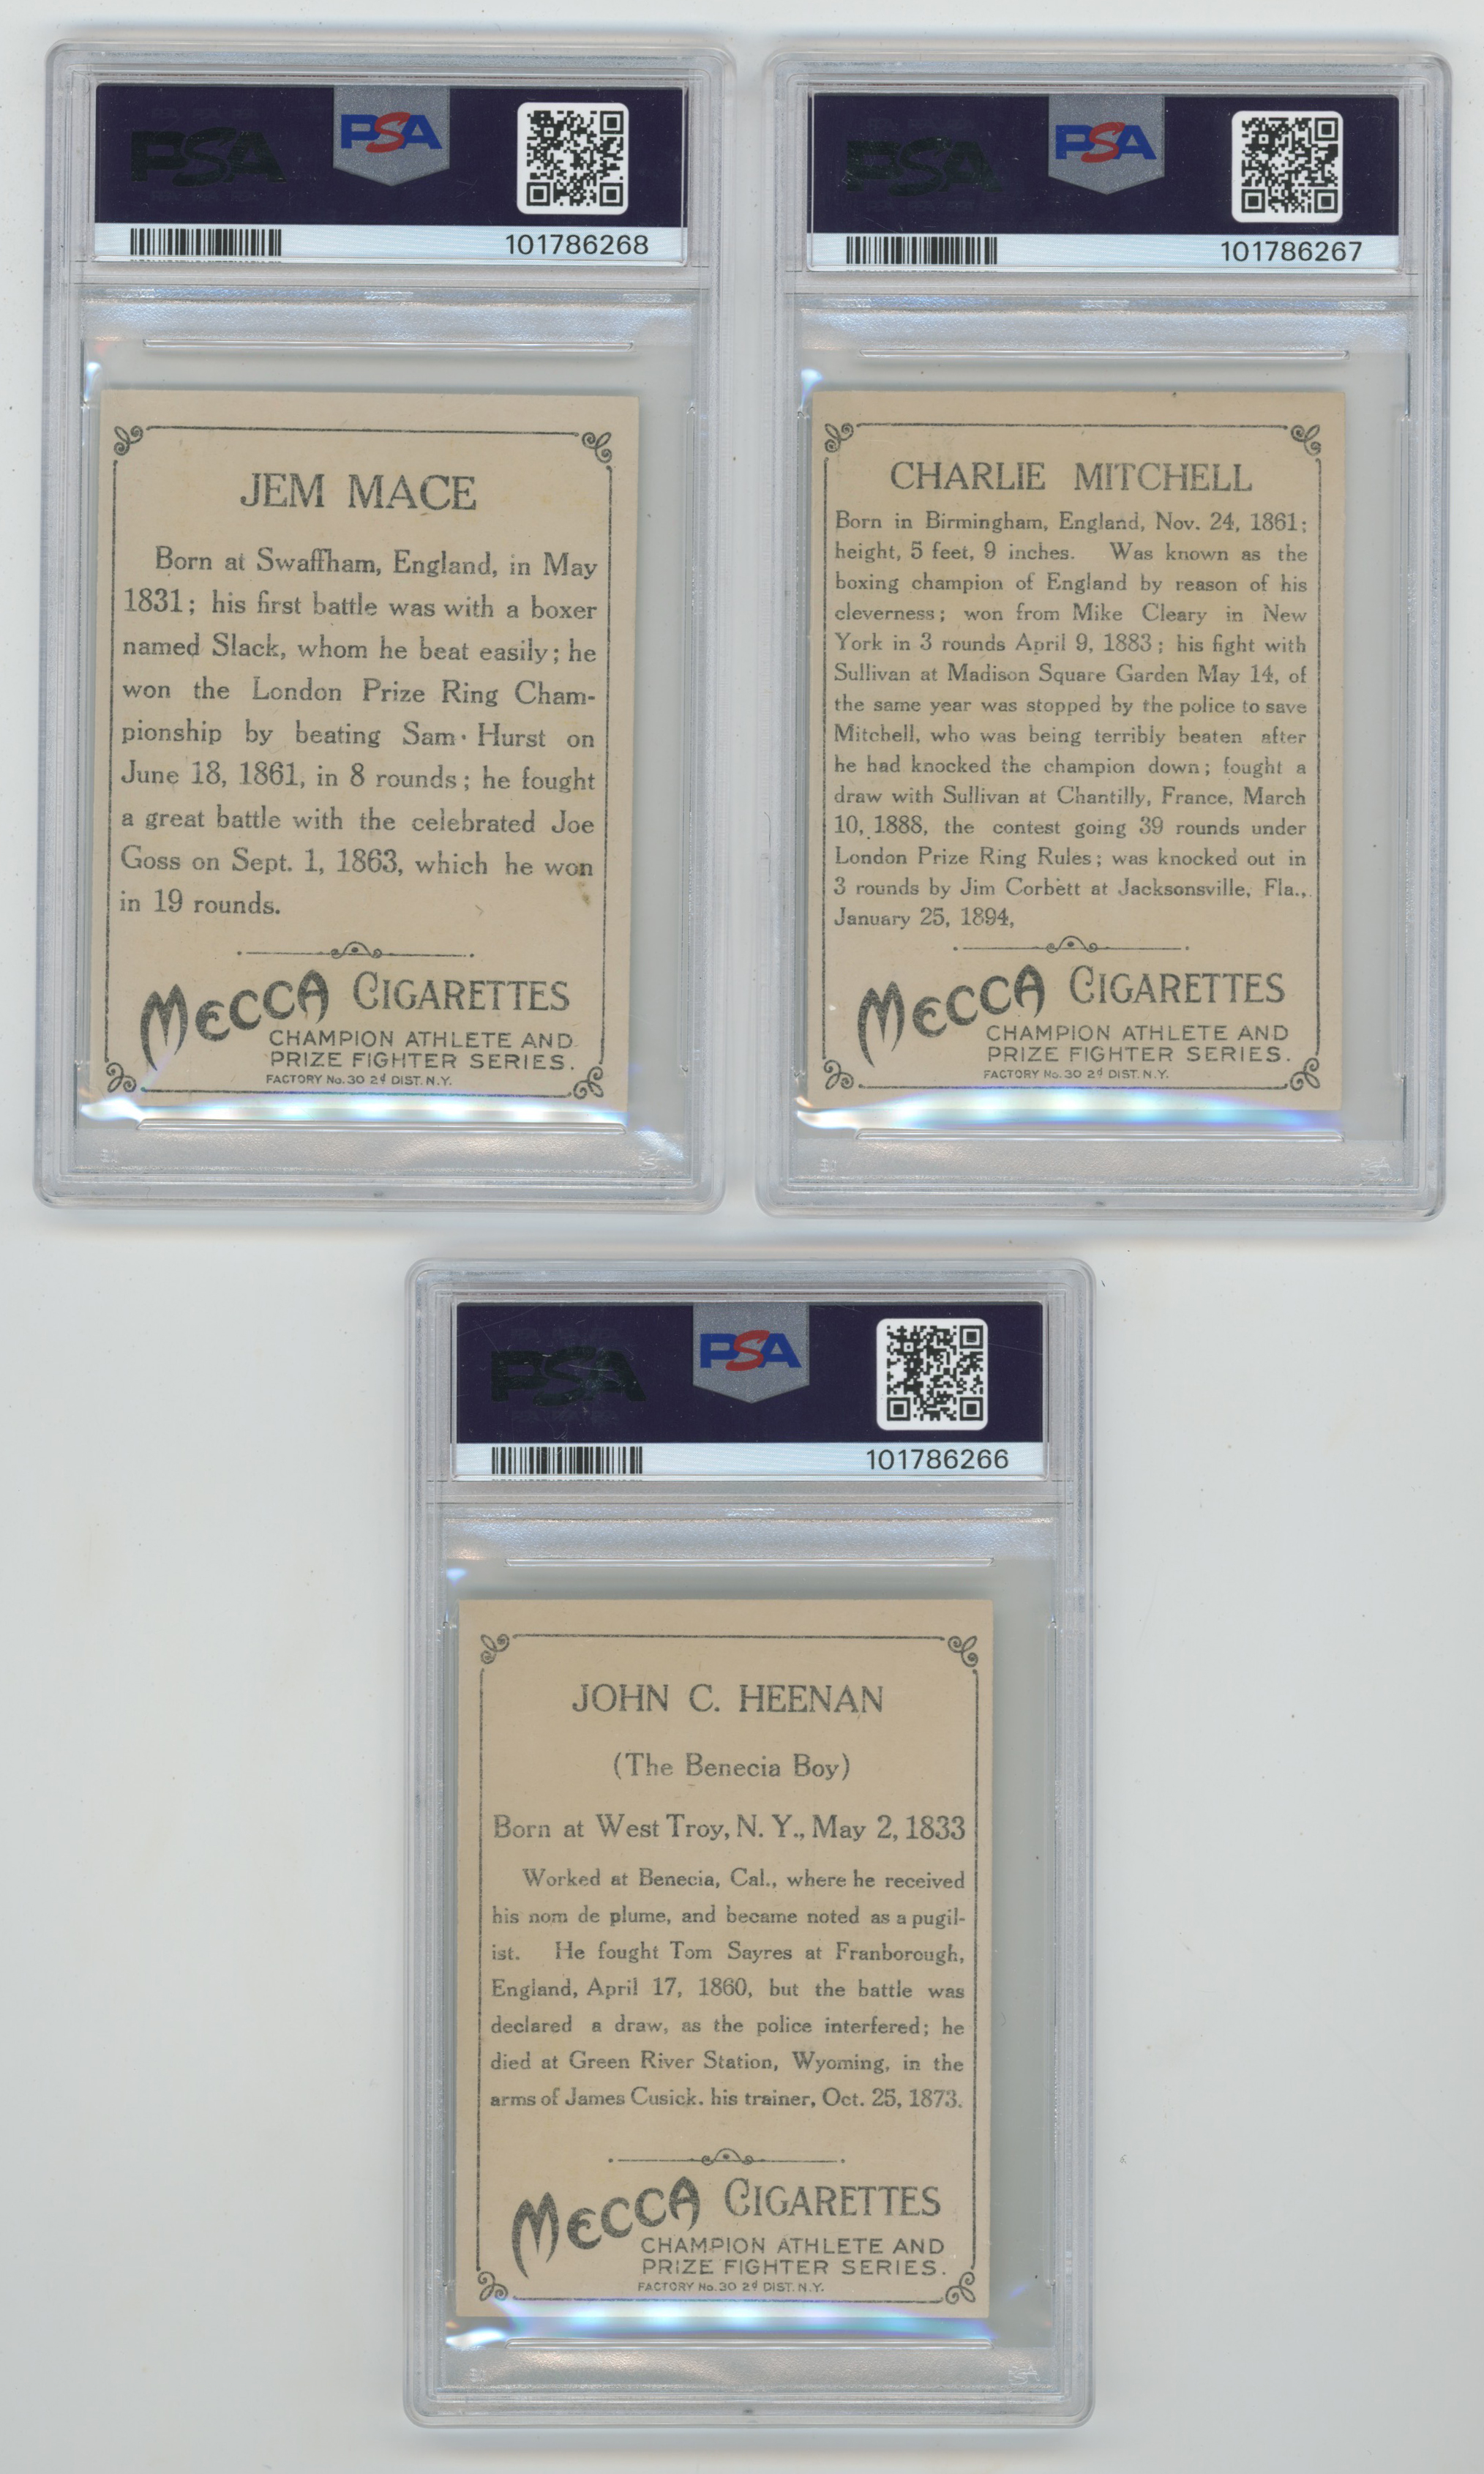 PSA
PSA
101786268
JEM MACE
Born at Swaffham, England, in May
1831; his first battle was with a boxer
named Slack, whom he beat easily; he
won the London Prize Ring Cham-
pionship by beating Sam Hurst on
June 18, 1861, in 8 rounds; he fought
a great battle with the celebrated Joe
Goss on Sept. 1, 1863, which he won
in 19 rounds.
MECCA CIGARETTES
CHAMPION ATHLETE AND
PRIZE FIGHTER SERIES.
FACTORY No. 30 2d DIST. N.Y.
PSA
PSA
101786267
CHARLIE MITCHELL
Born in Birmingham, England, Nov. 24, 1861;
height, 5 feet, 9 inches. Was known as the
boxing champion of England by reason of his
cleverness; won from Mike Cleary in New
York in 3 rounds April 9, 1883; his fight with
Sullivan at Madison Square Garden May 14, of
the same year was stopped by the police to save
Mitchell, who was being terribly beaten after
he had knocked the champion down; fought a
draw with Sullivan at Chantilly, France, March
10, 1888, the contest going 39 rounds under
London Prize Ring Rules; was knocked out in
3 rounds by Jim Corbett at Jacksonsville, Fla.,
January 25, 1894,
MECCA CIGARETTES
CHAMPION ATHLETE AND
PRIZE FIGHTER SERIES.
FACTORY No. 30 2d DIST. N.Y.
PSA
PSA
101786266
JOHN C. HEENAN
(The Benecia Boy)
Born at West Troy, N. Y., May 2, 1833
Worked at Benecia, Cal., where he received
his nom de plume, and became noted as a pugil-
ist. He fought Tom Sayres at Franborough,
England, April 17, 1860, but the battle was
declared a draw, as the police interfered; he
died at Green River Station, Wyoming, in the
arms of James Cusick. his trainer, Oct. 25, 1873.
MECCA CIGARETTES
CHAMPION ATHLETE AND
PRIZE FIGHTER SERIES.
FACTORY No. 30 2d DIST. N.Y.